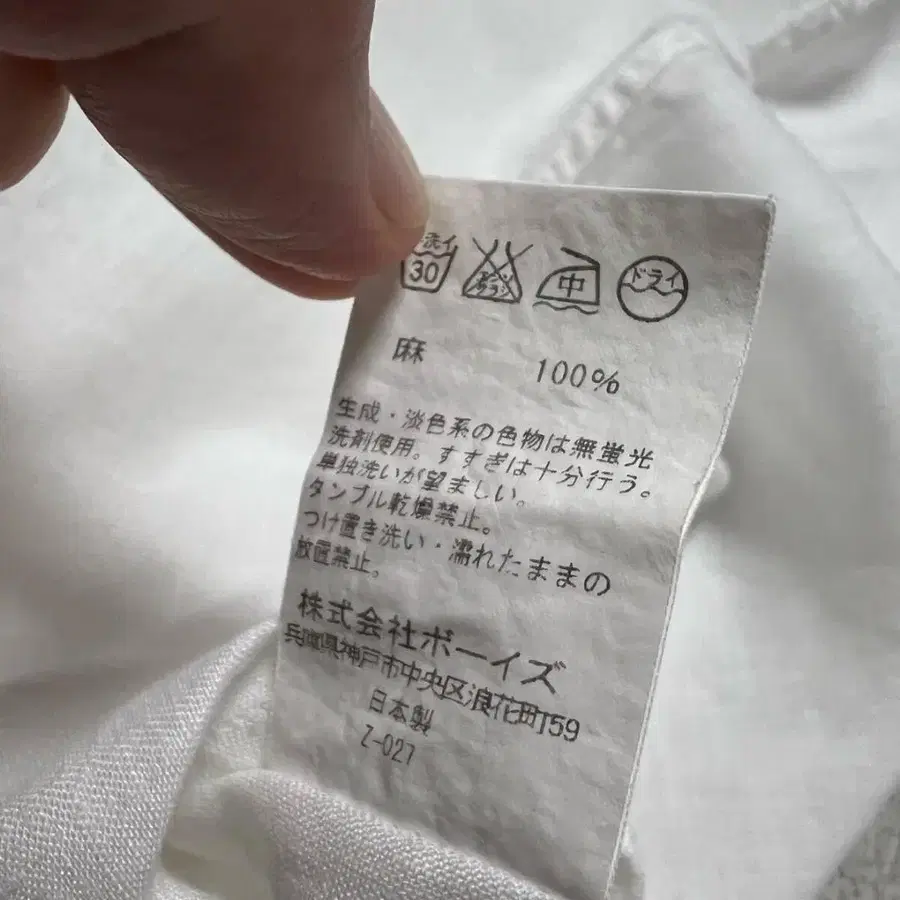 30 中 ドライ
麻 100%
生成・淡色系の色物は無蛍光
洗剤使用。すすぎは十分行う。
単独洗いが望ましい。
タンブル乾燥禁止。
つけ置き洗い・濡れたままの
放置禁止。
株式会社ボーイズ
兵庫県神戸市中央区浪花町59
日本製
Z-027